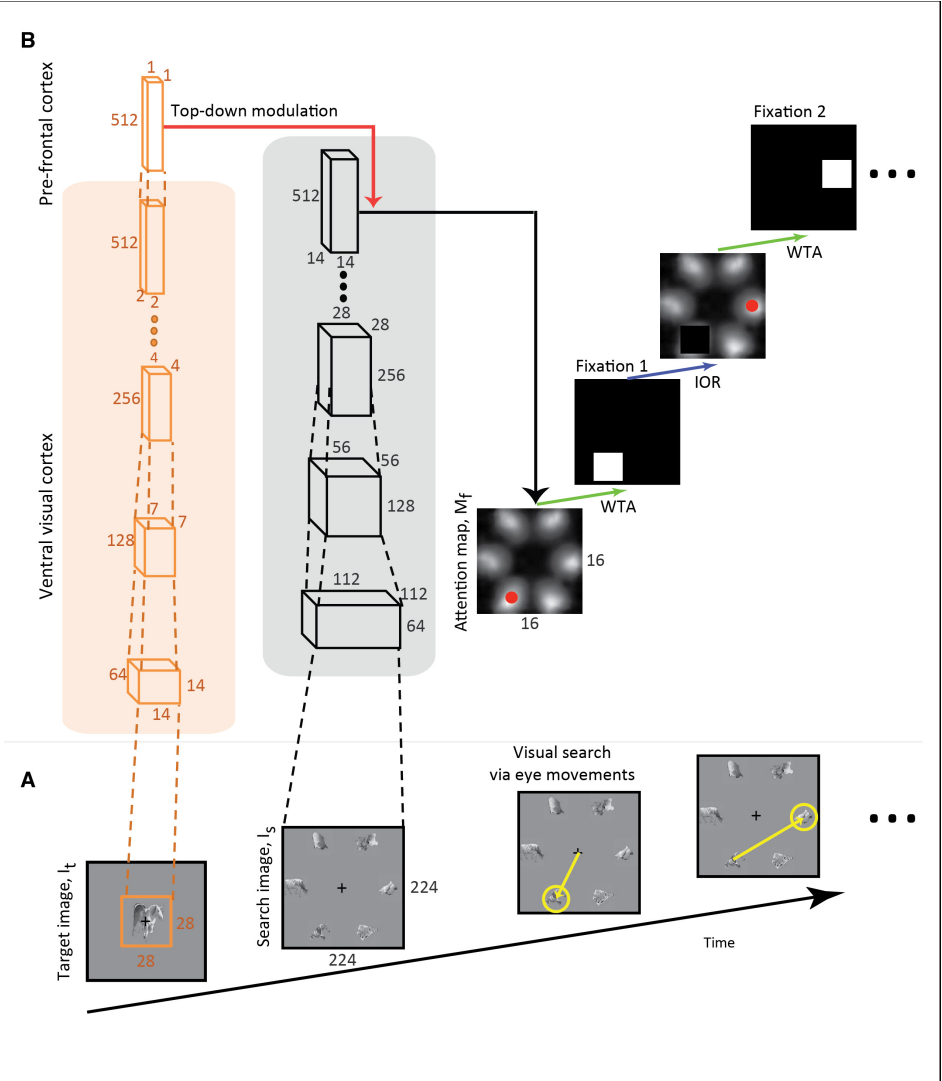 B
Pre-frontal cortex
1
1
512
Top-down modulation
512
2
2
4
4
256
Ventral visual cortex
7
7
128
64
14
14
512
14
14
28
28
256
56
56
128
112
112
64
Attention map, Mf
16
16
WTA
Fixation 1
IOR
WTA
Fixation 2
A
Target image, It
28
28
Search image, Is
224
224
Visual search
via eye movements
Time